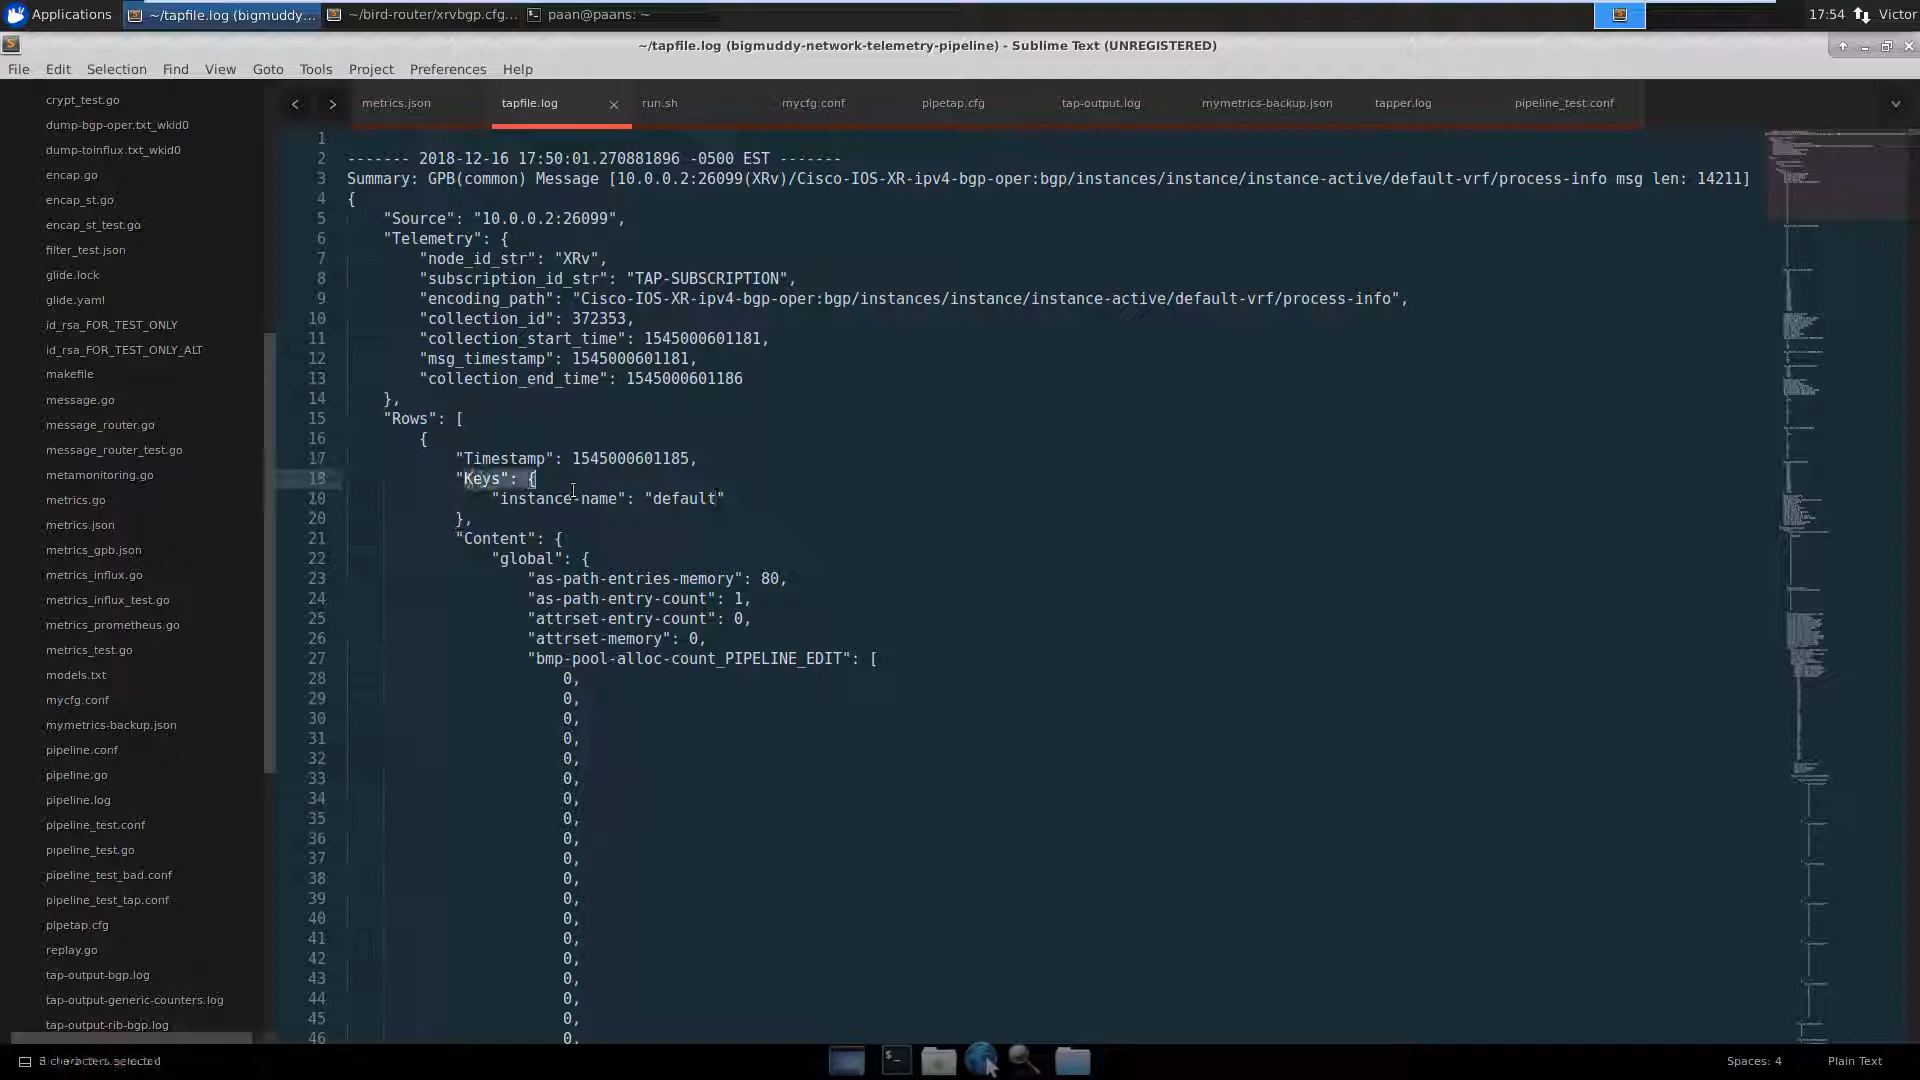 Applications ~/tapfile.log (bigmuddy... ~/bird-router/xrvbgp.cfg... paan@paans: ~ 17:54 Victor
~/tapfile.log (bigmuddy-network-telemetry-pipeline) - Sublime Text (UNREGISTERED)
File Edit Selection Find View Goto Tools Project Preferences Help
metrics.json tapfile.log run.sh mycfg.conf pipetap.cfg tap-output.log mymetrics-backup.json tapper.log pipeline_test.conf
crypt_test.go
dump-bgp-oper.txt_wkid0
dump-toinflux.txt_wkid0
encap.go
encap_st.go
encap_st_test.go
filter_test.json
glide.lock
glide.yaml
id_rsa_FOR_TEST_ONLY
id_rsa_FOR_TEST_ONLY_ALT
makefile
message.go
message_router.go
message_router_test.go
metamonitoring.go
metrics.go
metrics.json
metrics_gpb.json
metrics_influx.go
metrics_influx_test.go
metrics_prometheus.go
metrics_test.go
models.txt
mycfg.conf
mymetrics-backup.json
pipeline.conf
pipeline.go
pipeline.log
pipeline_test.conf
pipeline_test.go
pipeline_test_bad.conf
pipeline_test_tap.conf
pipetap.cfg
replay.go
tap-output-bgp.log
tap-output-generic-counters.log
tap-output-rib-bgp.log
1
2 ------- 2018-12-16 17:50:01.270881896 -0500 EST -------
3 Summary: GPB(common) Message [10.0.0.2:26099(XRv)/Cisco-IOS-XR-ipv4-bgp-oper:bgp/instances/instance/instance-active/default-vrf/process-info msg len: 14211]
4 {
5 "Source": "10.0.0.2:26099",
6 "Telemetry": {
7 "node_id_str": "XRv",
8 "subscription_id_str": "TAP-SUBSCRIPTION",
9 "encoding_path": "Cisco-IOS-XR-ipv4-bgp-oper:bgp/instances/instance/instance-active/default-vrf/process-info",
10 "collection_id": 372353,
11 "collection_start_time": 1545000601181,
12 "msg_timestamp": 1545000601181,
13 "collection_end_time": 1545000601186
14 },
15 "Rows": [
16 {
17 "Timestamp": 1545000601185,
18 "Keys": {
19 "instance-name": "default"
20 },
21 "Content": {
22 "global": {
23 "as-path-entries-memory": 80,
24 "as-path-entry-count": 1,
25 "attrset-entry-count": 0,
26 "attrset-memory": 0,
27 "bmp-pool-alloc-count_PIPELINE_EDIT": [
28 0,
29 0,
30 0,
31 0,
32 0,
33 0,
34 0,
35 0,
36 0,
37 0,
38 0,
39 0,
40 0,
41 0,
42 0,
43 0,
44 0,
45 0,
46 0,
characters selected Spaces: 4 Plain Text